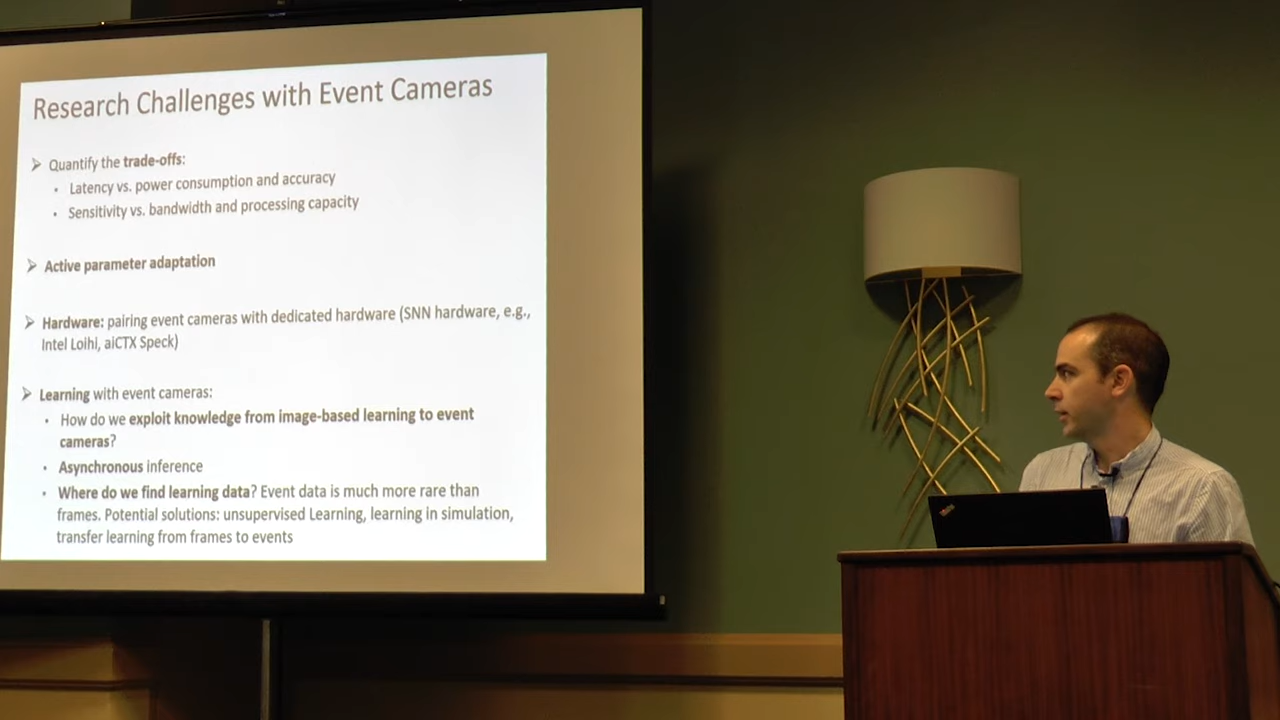 Research Challenges with Event Cameras
➢ Quantify the trade-offs:
• Latency vs. power consumption and accuracy
• Sensitivity vs. bandwidth and processing capacity
➢ Active parameter adaptation
➢ Hardware: pairing event cameras with dedicated hardware (SNN hardware, e.g.,
Intel Loihi, aiCTX Speck)
➢ Learning with event cameras:
• How do we exploit knowledge from image-based learning to event
cameras?
• Asynchronous inference
• Where do we find learning data? Event data is much more rare than
frames. Potential solutions: unsupervised Learning, learning in simulation,
transfer learning from frames to events
ThinkPad